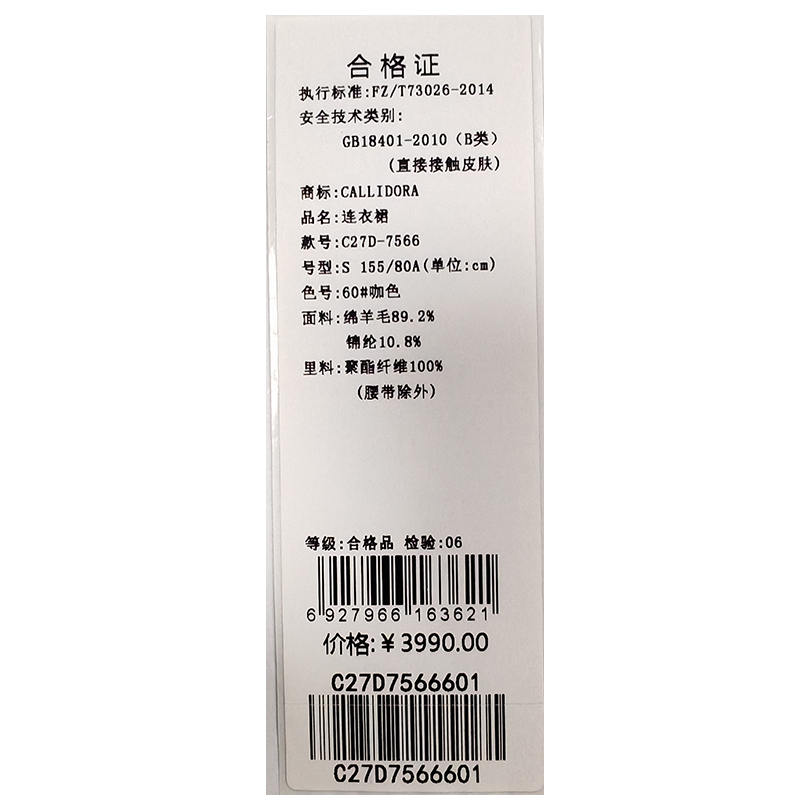 合格证
执行标准:FZ/T73026-2014
安全技术类别:
GB18401-2010（B类）
(直接接触皮肤)
商标:CALLIDORA
品名:连衣裙
款号:C27D-7566
号型:S 155/80A(单位:cm)
色号:60#咖色
面料:绵羊毛89.2%
锦纶10.8%
里料:聚酯纤维100%
(腰带除外)
等级:合格品 检验:06
6 927966 163621
价格:￥3990.00
C27D7566601
C27D7566601